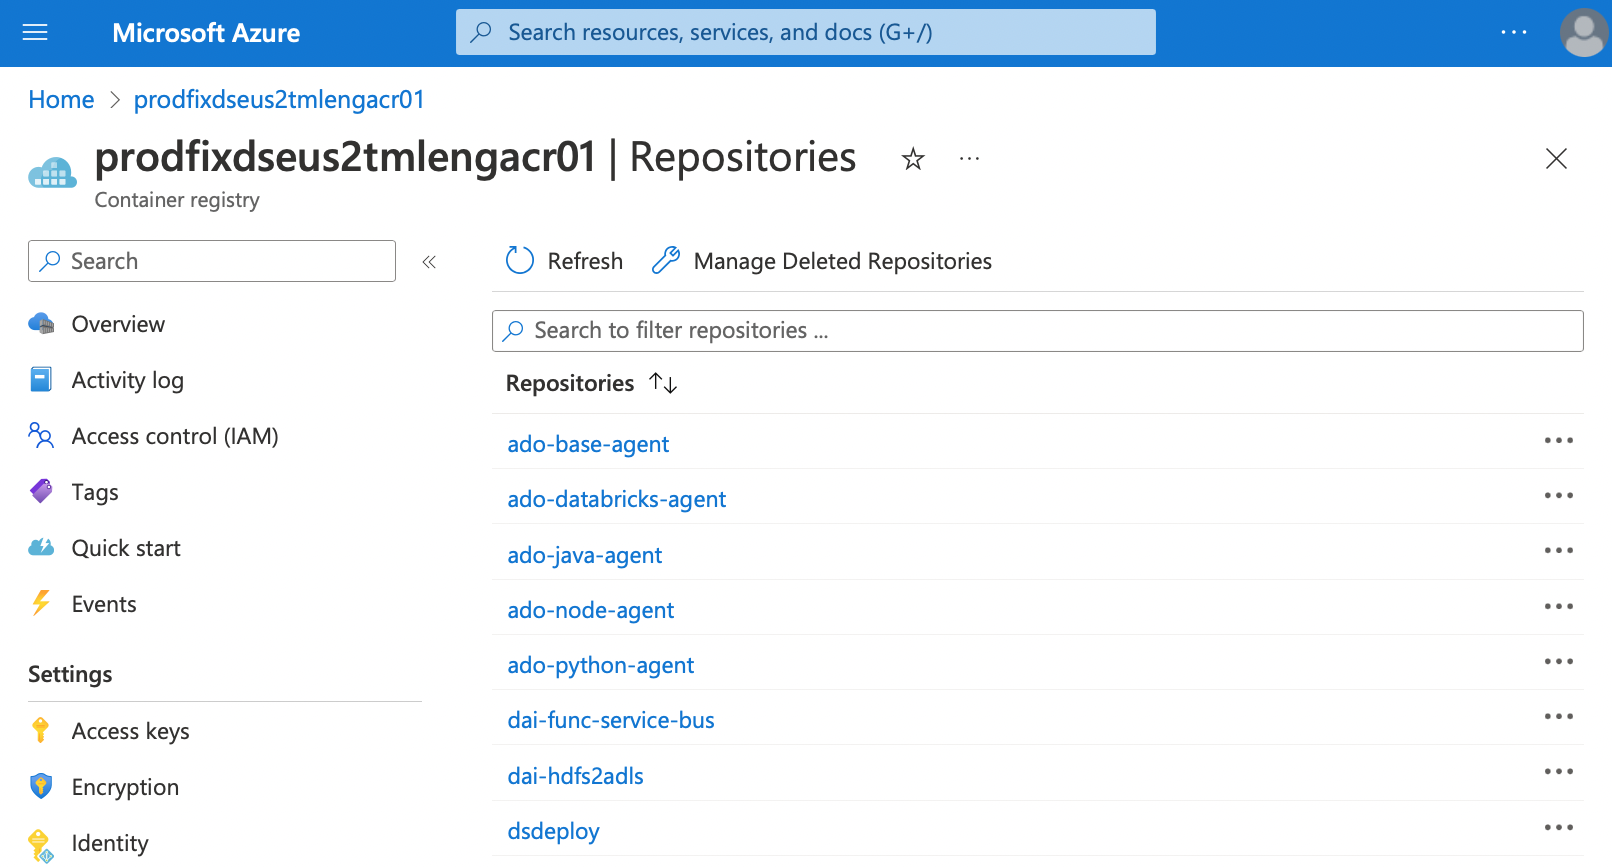 Microsoft Azure
Search resources, services, and docs (G+/)
Home > prodfixdseus2tmlengacr01
prodfixdseus2tmlengacr01 | Repositories
Container registry
Search
Refresh
Manage Deleted Repositories
Overview
Activity log
Access control (IAM)
Tags
Quick start
Events
Settings
Access keys
Encryption
Identity
Search to filter repositories ...
Repositories
ado-base-agent
ado-databricks-agent
ado-java-agent
ado-node-agent
ado-python-agent
dai-func-service-bus
dai-hdfs2adls
dsdeploy